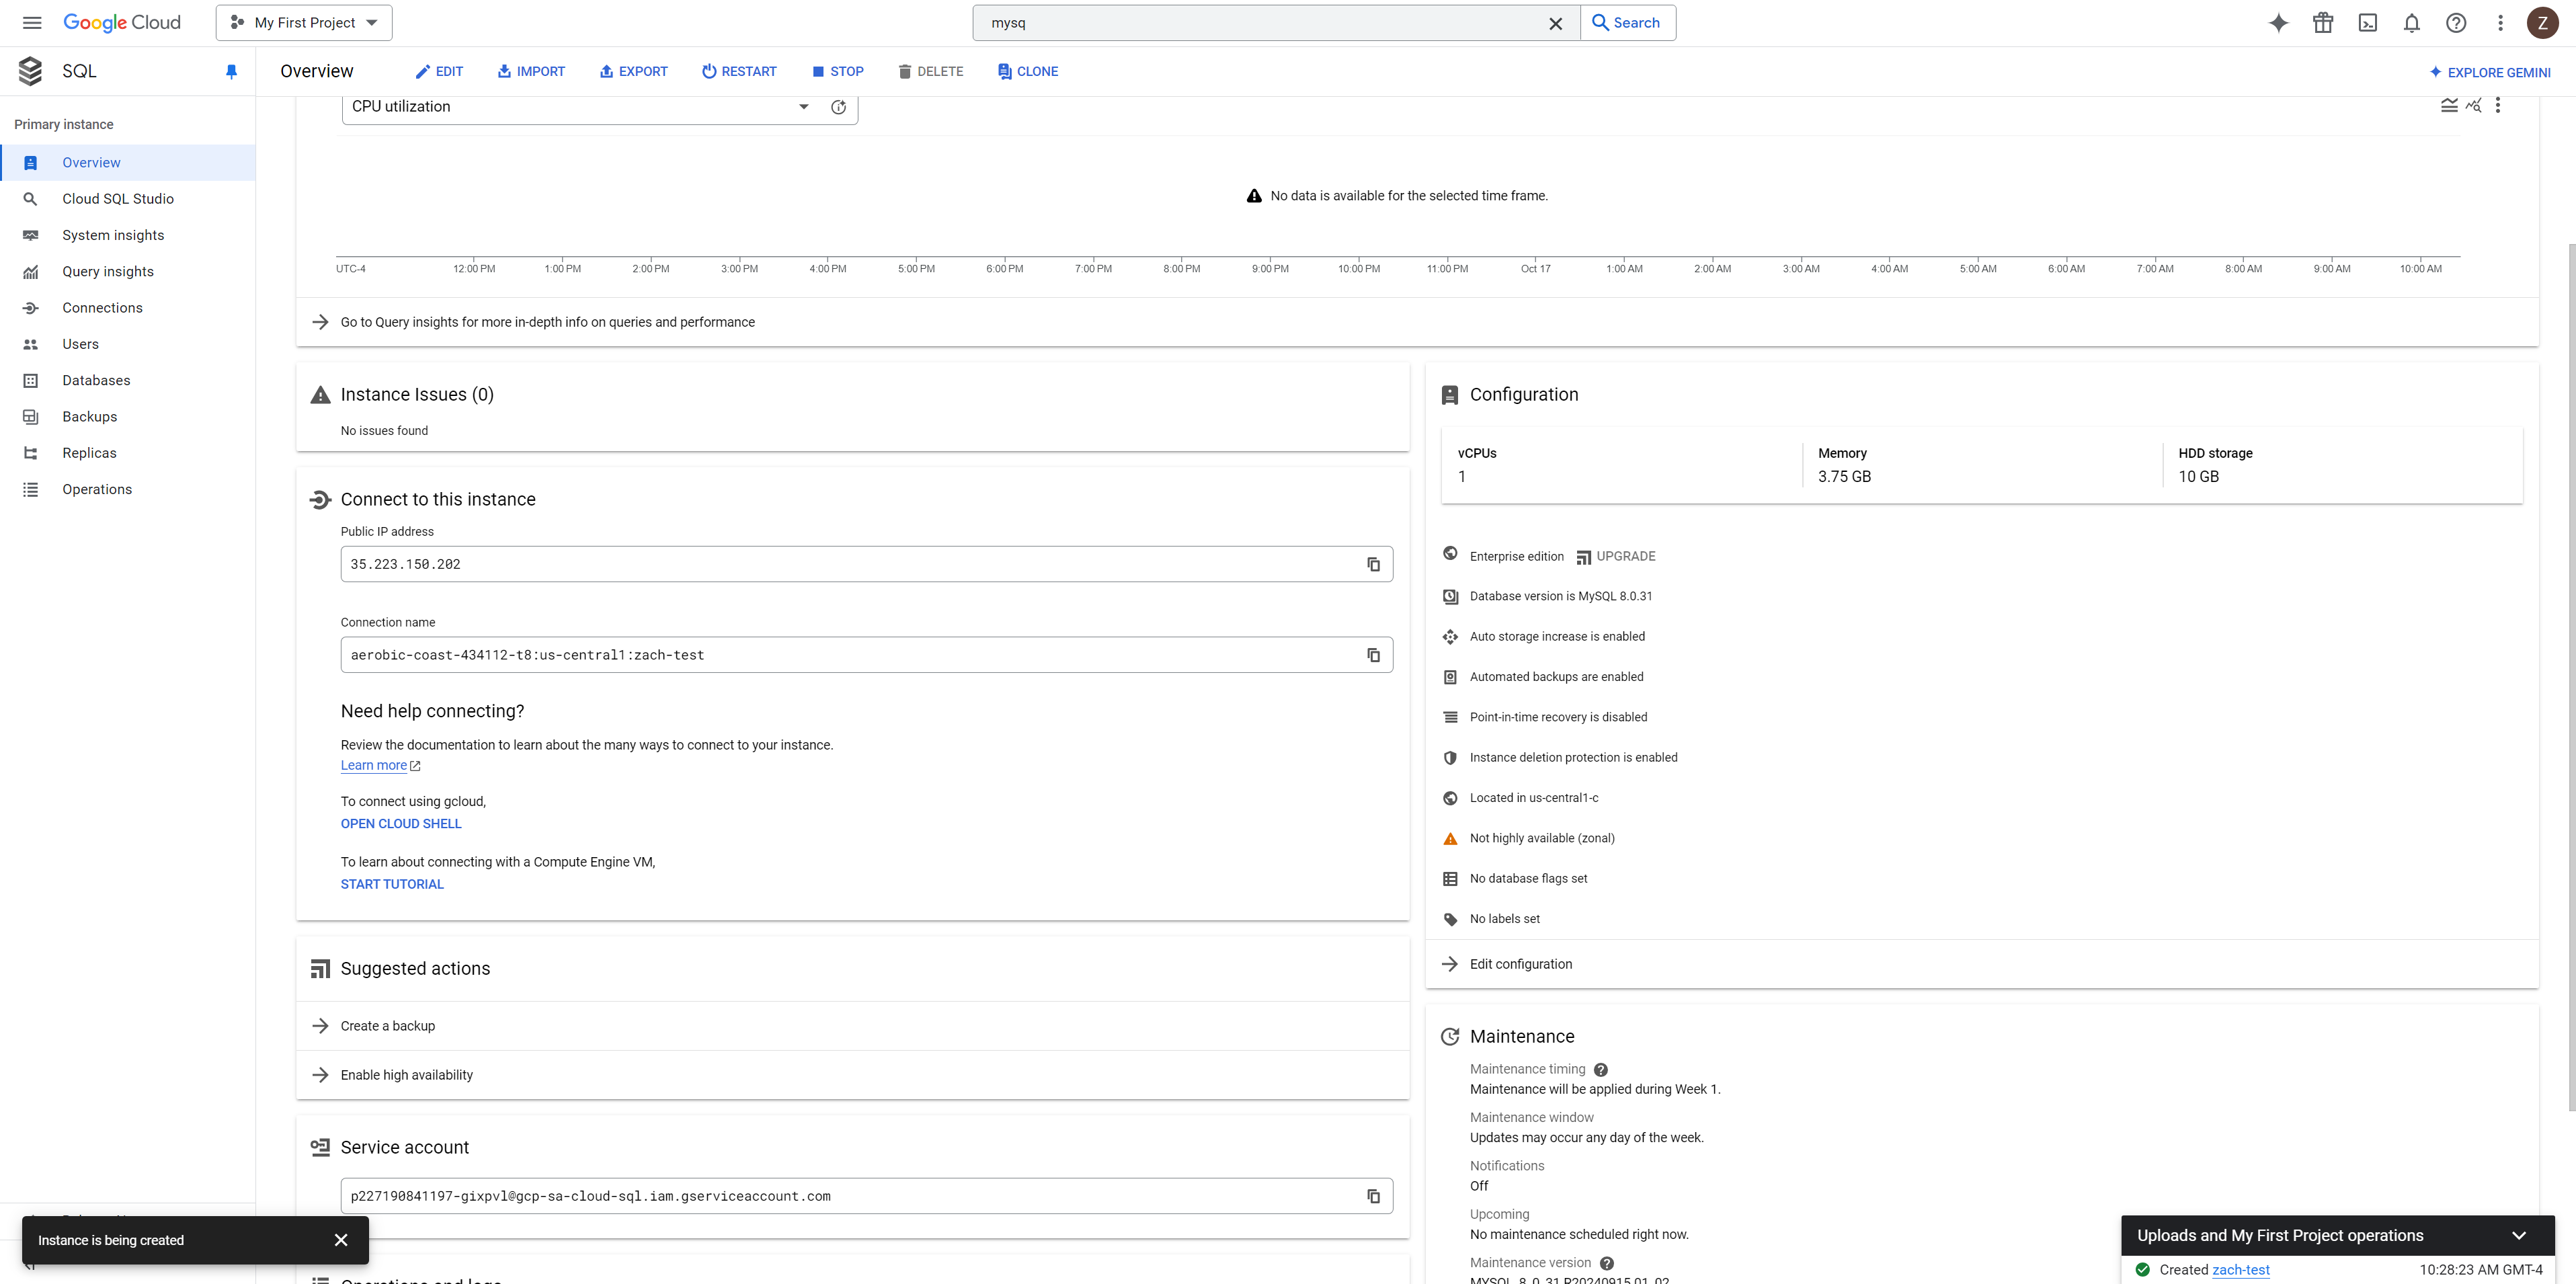 Google Cloud
My First Project
mysq
Search
Z
SQL
Overview
EDIT
IMPORT
EXPORT
RESTART
STOP
DELETE
CLONE
EXPLORE GEMINI
Primary instance
Overview
Cloud SQL Studio
System insights
Query insights
Connections
Users
Databases
Backups
Replicas
Operations
CPU utilization
No data is available for the selected time frame.
UTC-4 12:00 PM 1:00 PM 2:00 PM 3:00 PM 4:00 PM 5:00 PM 6:00 PM 7:00 PM 8:00 PM 9:00 PM 10:00 PM 11:00 PM Oct 17 1:00 AM 2:00 AM 3:00 AM 4:00 AM 5:00 AM 6:00 AM 7:00 AM 8:00 AM 9:00 AM 10:00 AM
Go to Query insights for more in-depth info on queries and performance
Instance Issues (0)
No issues found
Connect to this instance
Public IP address
35.223.150.202
Connection name
aerobic-coast-434112-t8:us-central1:zach-test
Need help connecting?
Review the documentation to learn about the many ways to connect to your instance.
Learn more
To connect using gcloud,
OPEN CLOUD SHELL
To learn about connecting with a Compute Engine VM,
START TUTORIAL
Suggested actions
Create a backup
Enable high availability
Service account
p227190841197-gixpvl@gcp-sa-cloud-sql.iam.gserviceaccount.com
Operations and logs
Configuration
vCPUs
1
Memory
3.75 GB
HDD storage
10 GB
Enterprise edition UPGRADE
Database version is MySQL 8.0.31
Auto storage increase is enabled
Automated backups are enabled
Point-in-time recovery is disabled
Instance deletion protection is enabled
Located in us-central1-c
Not highly available (zonal)
No database flags set
No labels set
Edit configuration
Maintenance
Maintenance timing
Maintenance will be applied during Week 1.
Maintenance window
Updates may occur any day of the week.
Notifications
Off
Upcoming
No maintenance scheduled right now.
Maintenance version
MYSQL_8_0_31.R20240915.01_02
Instance is being created
Uploads and My First Project operations
Created zach-test 10:28:23 AM GMT-4